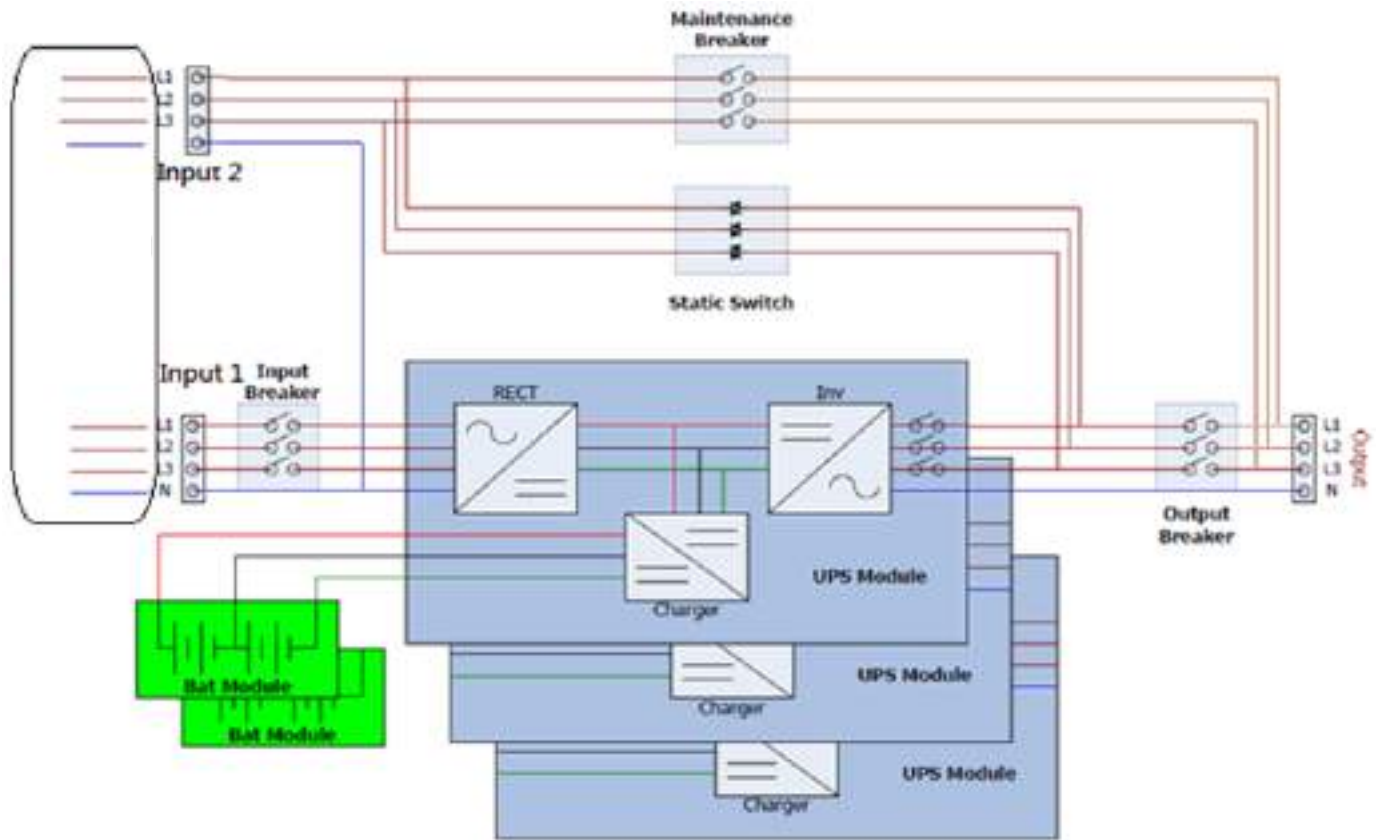 Maintenance
Breaker
L1
L2
L3
Input 2
Static Switch
Input 1
Input
Breaker
L1
L2
L3
N
RECT
Inv
Charger
UPS Module
L1
L2
L3
N
Output
Output
Breaker
Bat Module
Bat Module
Charger
UPS Module
Charger
UPS Module